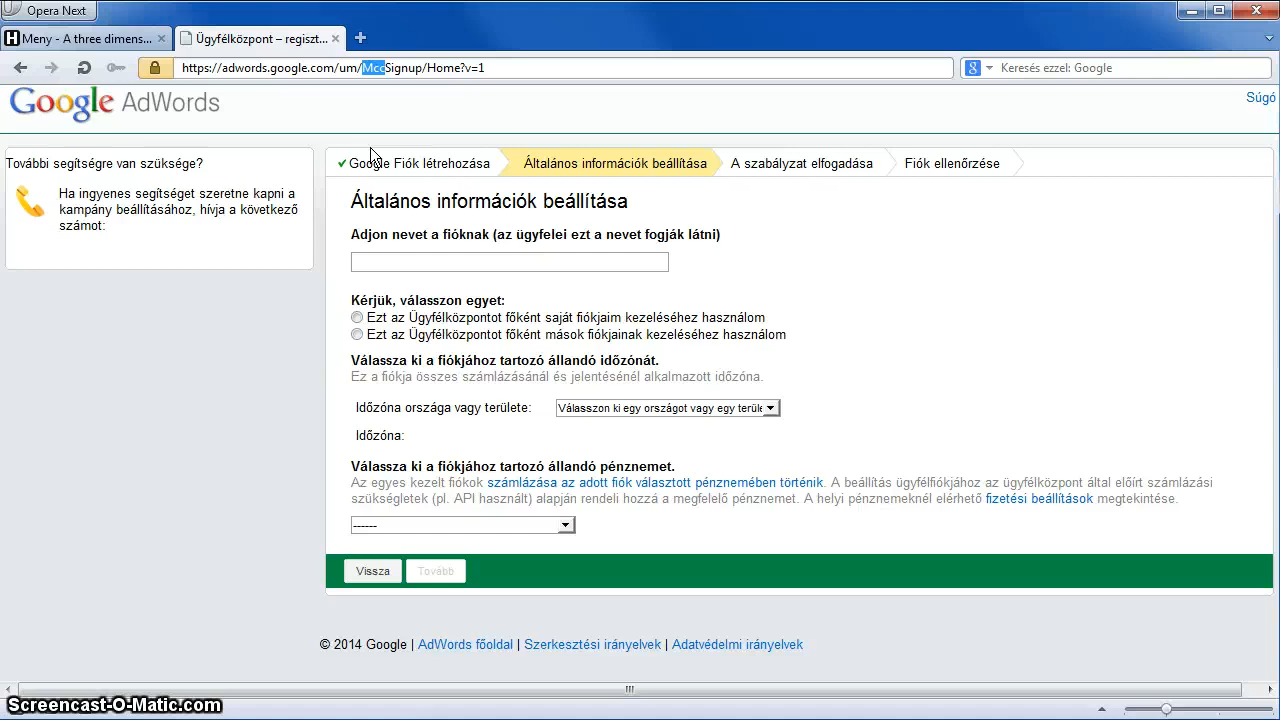 Opera Next
Meny - A three dimens...
Ügyfélközpont – regiszt...
https://adwords.google.com/um/MccSignup/Home?v=1
Keresés ezzel: Google
Google AdWords
Súgó
További segítségre van szüksége?
Ha ingyenes segítséget szeretne kapni a
kampány beállításához, hívja a következő
számot:
Google Fiók létrehozása
Általános információk beállítása
A szabályzat elfogadása
Fiók ellenőrzése
Általános információk beállítása
Adjon nevet a fióknak (az ügyfelei ezt a nevet fogják látni)
Kérjük, válasszon egyet:
Ezt az Ügyfélközpontot főként saját fiókjaim kezeléséhez használom
Ezt az Ügyfélközpontot főként mások fiókjainak kezeléséhez használom
Válassza ki a fiókjához tartozó állandó időzónát.
Ez a fiókja összes számlázásánál és jelentésénél alkalmazott időzóna.
Időzóna országa vagy területe:
Válasszon ki egy országot vagy egy terüle
Időzóna:
Válassza ki a fiókjához tartozó állandó pénznemet.
Az egyes kezelt fiókok számlázása az adott fiók választott pénznemében történik. A beállítás ügyfélfiókjához az ügyfélközpont által előírt számlázási
szükségletek (pl. API használt) alapján rendeli hozzá a megfelelő pénznemet. A helyi pénznemeknél elérhető fizetési beállítások megtekintése.
------
Vissza
Tovább
© 2014 Google | AdWords főoldal | Szerkesztési irányelvek | Adatvédelmi irányelvek
Screencast-O-Matic.com